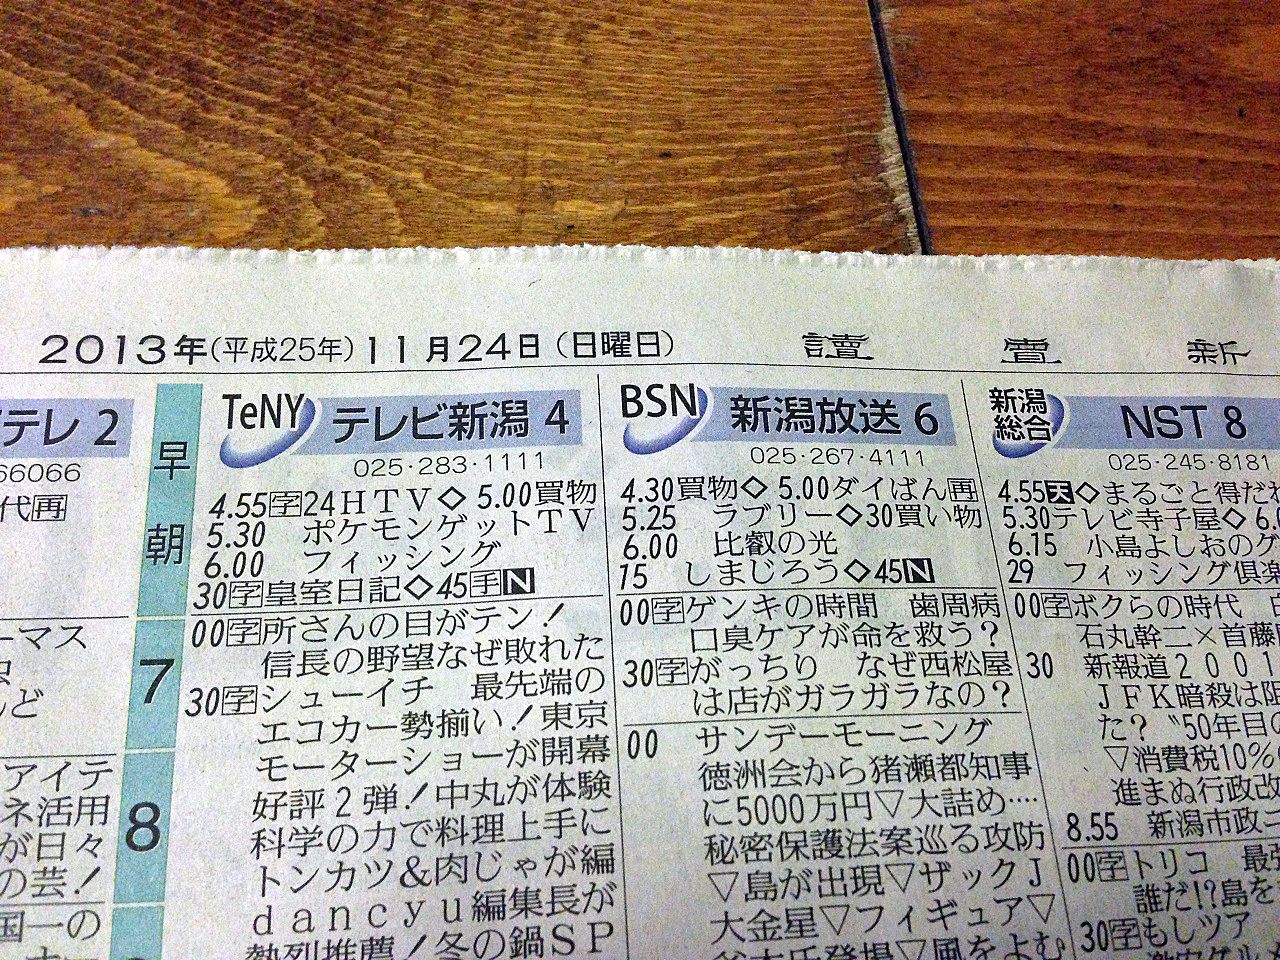 2013年(平成25年)11月24日(日曜日)
讀賣新
テレ 2
66066
代再
ーマス
ど
アイテ
ネ活用
が日々
の芸!
国一の
早朝
7
8
TeNY テレビ新潟 4
025・283・1111
4.55字24HTV◇ 5.00買物
5.30 ポケモンゲットTV
6.00 フィッシング
30字皇室日記◇45手N
00字所さんの目がテン!
信長の野望なぜ敗れた
30字シューイチ 最先端の
エコカー勢揃い!東京
モーターショーが開幕
好評2弾!中丸が体験
科学の力で料理上手に
トンカツ&肉じゃが編
dancyu編集長が
熱烈推薦!冬の鍋SP
BSN 新潟放送 6
025・267・4111
4.30買物◇ 5.00ダイばん再
5.25 ラブリー◇30買い物
6.00 比叡の光
15 しまじろう◇45N
00字ゲンキの時間 歯周病
口臭ケアが命を救う?
30字がっちり なぜ西松屋
は店がガラガラなの?
00 サンデーモーニング
徳洲会から猪瀬都知事
に5000万円▽大詰め‥‥
秘密保護法案巡る攻防
▽島が出現▽ザックJ
大金星▽フィギュア▽
登場▽風をよむ
新潟総合 NST 8
025・245・8181
4.55天◇まるごと得だね
5.30テレビ寺子屋◇6.0
6.15 小島よしおのグ
29 フィッシング倶楽
00字ボクらの時代
石丸幹二×首藤
30 新報道2001
JFK暗殺は陰
た?〝50年目の
▽消費税10%
進まぬ行政改
8.55 新潟市政ニ
00字トリコ 最強
誰だ!?島を
30字もしツア